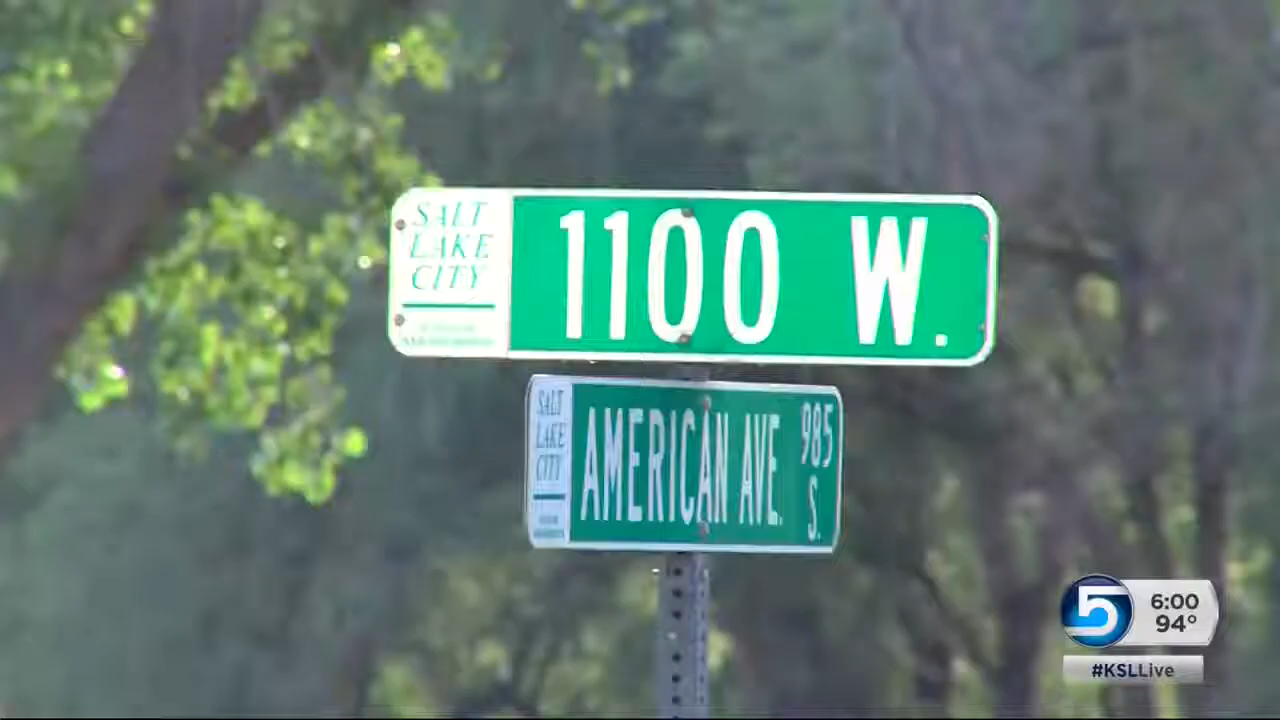 SALT
LAKE
CITY
1100 W.
SALT
LAKE
CITY
AMERICAN AVE.
985
S.
5
6:00
94°
#KSLLive